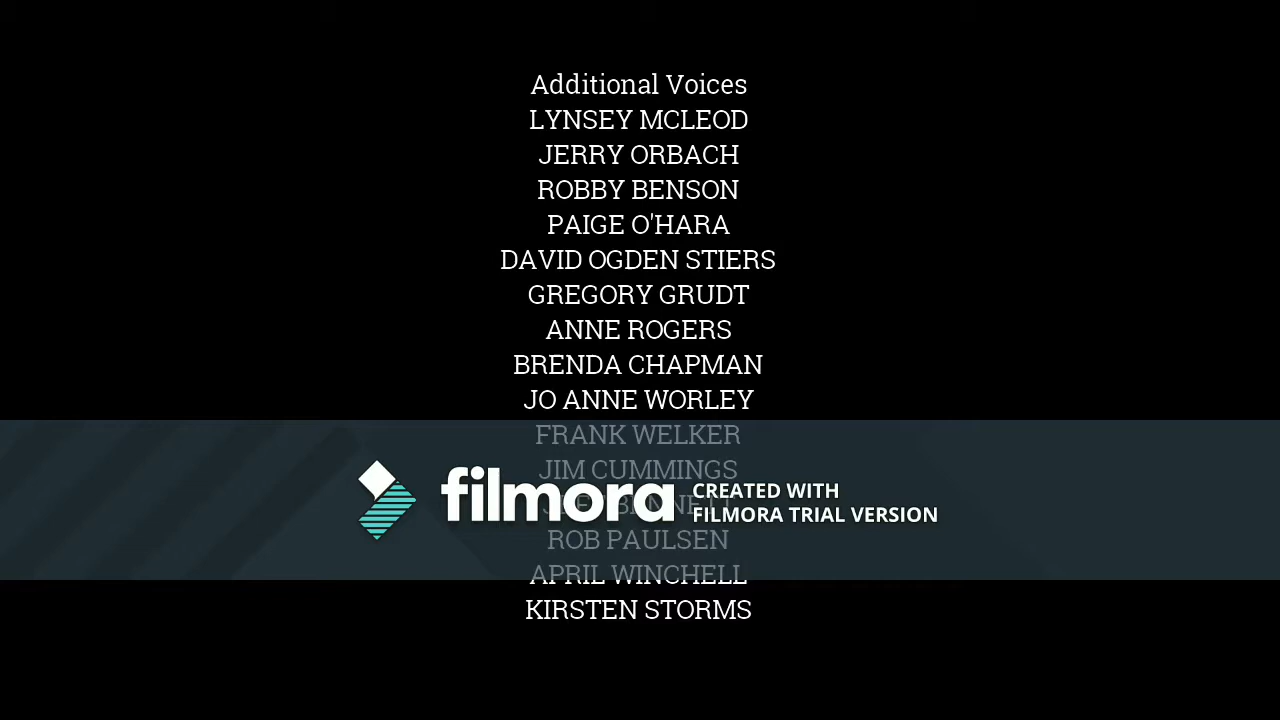 Additional Voices
LYNSEY MCLEOD
JERRY ORBACH
ROBBY BENSON
PAIGE O'HARA
DAVID OGDEN STIERS
GREGORY GRUDT
ANNE ROGERS
BRENDA CHAPMAN
JO ANNE WORLEY
FRANK WELKER
JIM CUMMINGS
filmora
CREATED WITH
FILMORA TRIAL VERSION
ROB PAULSEN
APRIL WINCHELL
KIRSTEN STORMS